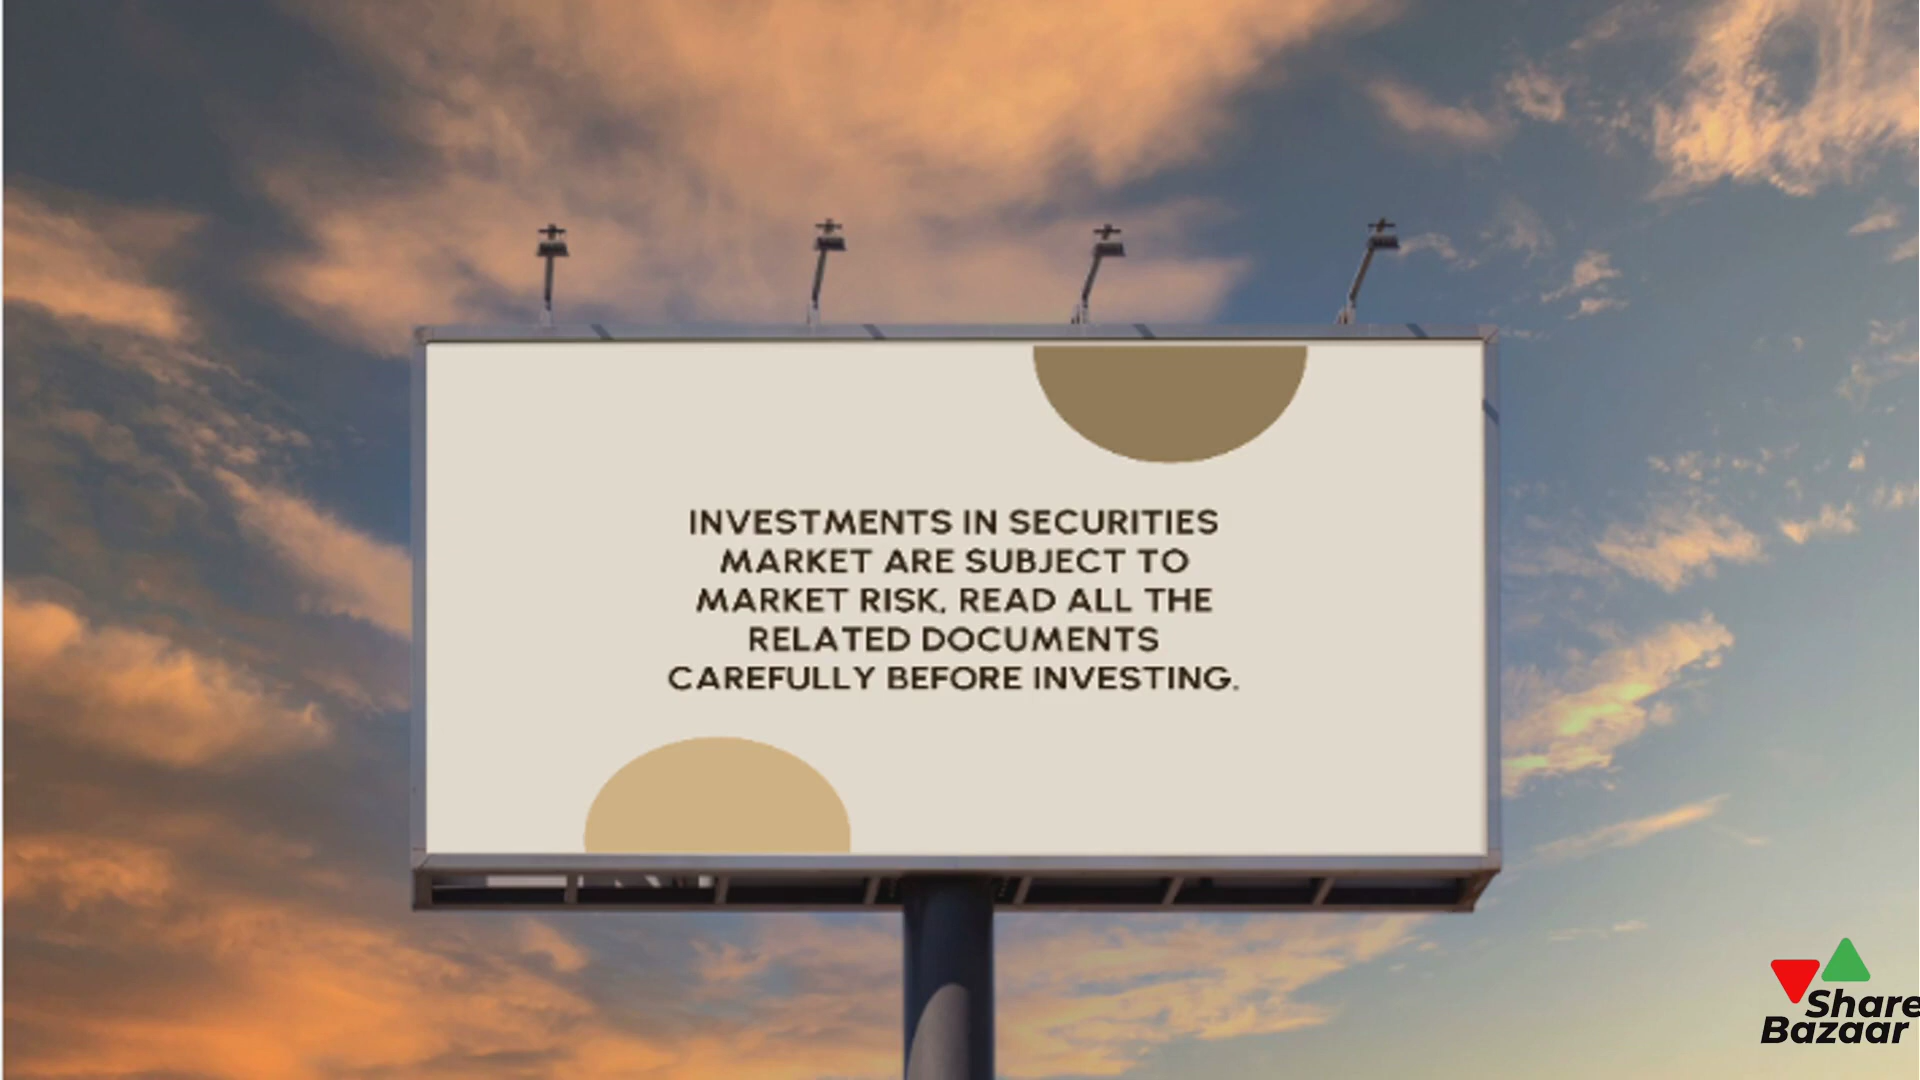 INVESTMENTS IN SECURITIES
MARKET ARE SUBJECT TO
MARKET RISK. READ ALL THE
RELATED DOCUMENTS
CAREFULLY BEFORE INVESTING.
Share
Bazaar